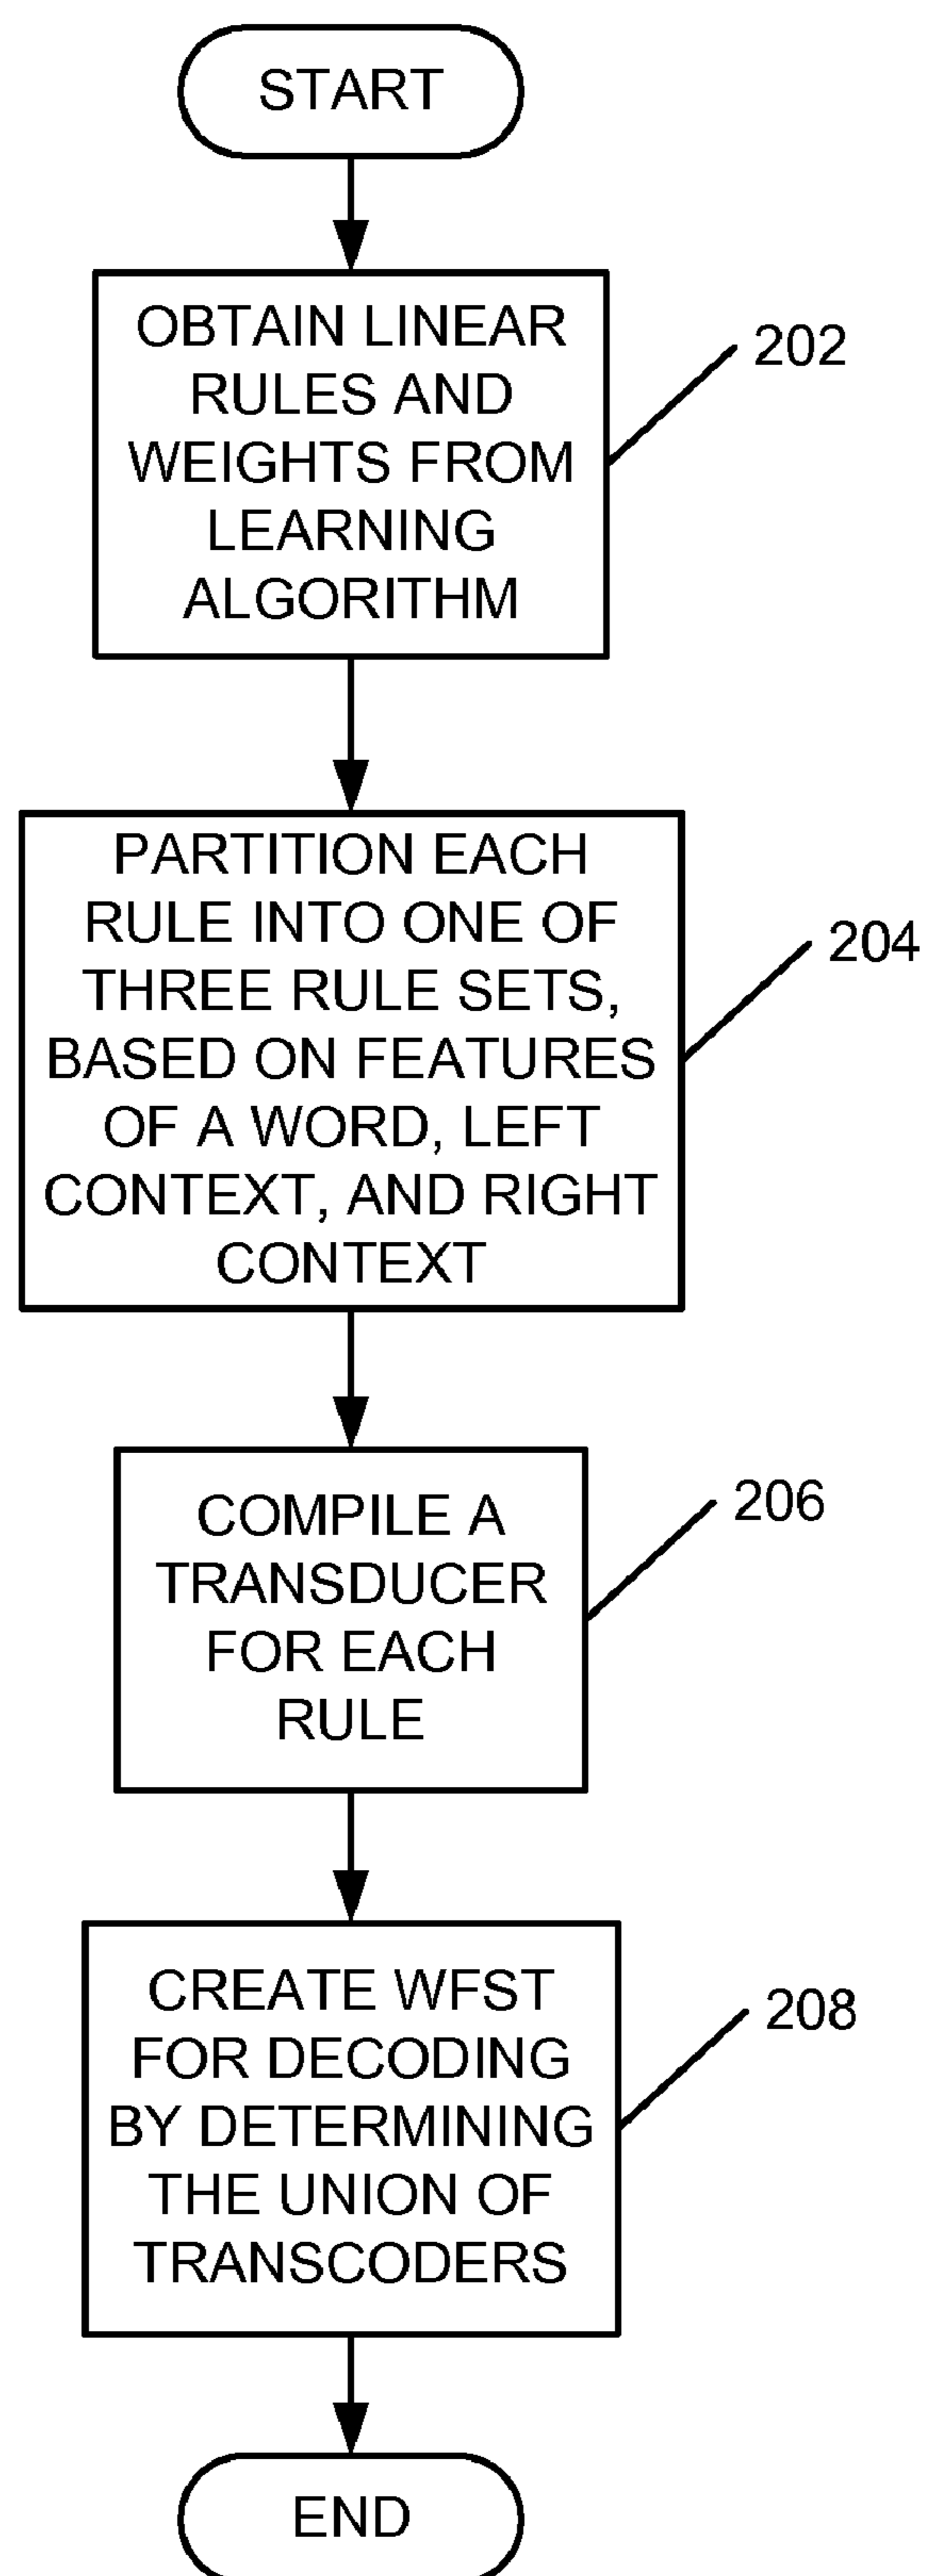 START
OBTAIN LINEAR
RULES AND
WEIGHTS FROM
LEARNING
ALGORITHM
202
PARTITION EACH
RULE INTO ONE OF
THREE RULE SETS,
BASED ON FEATURES
OF A WORD, LEFT
CONTEXT, AND RIGHT
CONTEXT
204
COMPILE A
TRANSDUCER
FOR EACH
RULE
206
CREATE WFST
FOR DECODING
BY DETERMINING
THE UNION OF
TRANSCODERS
208
END